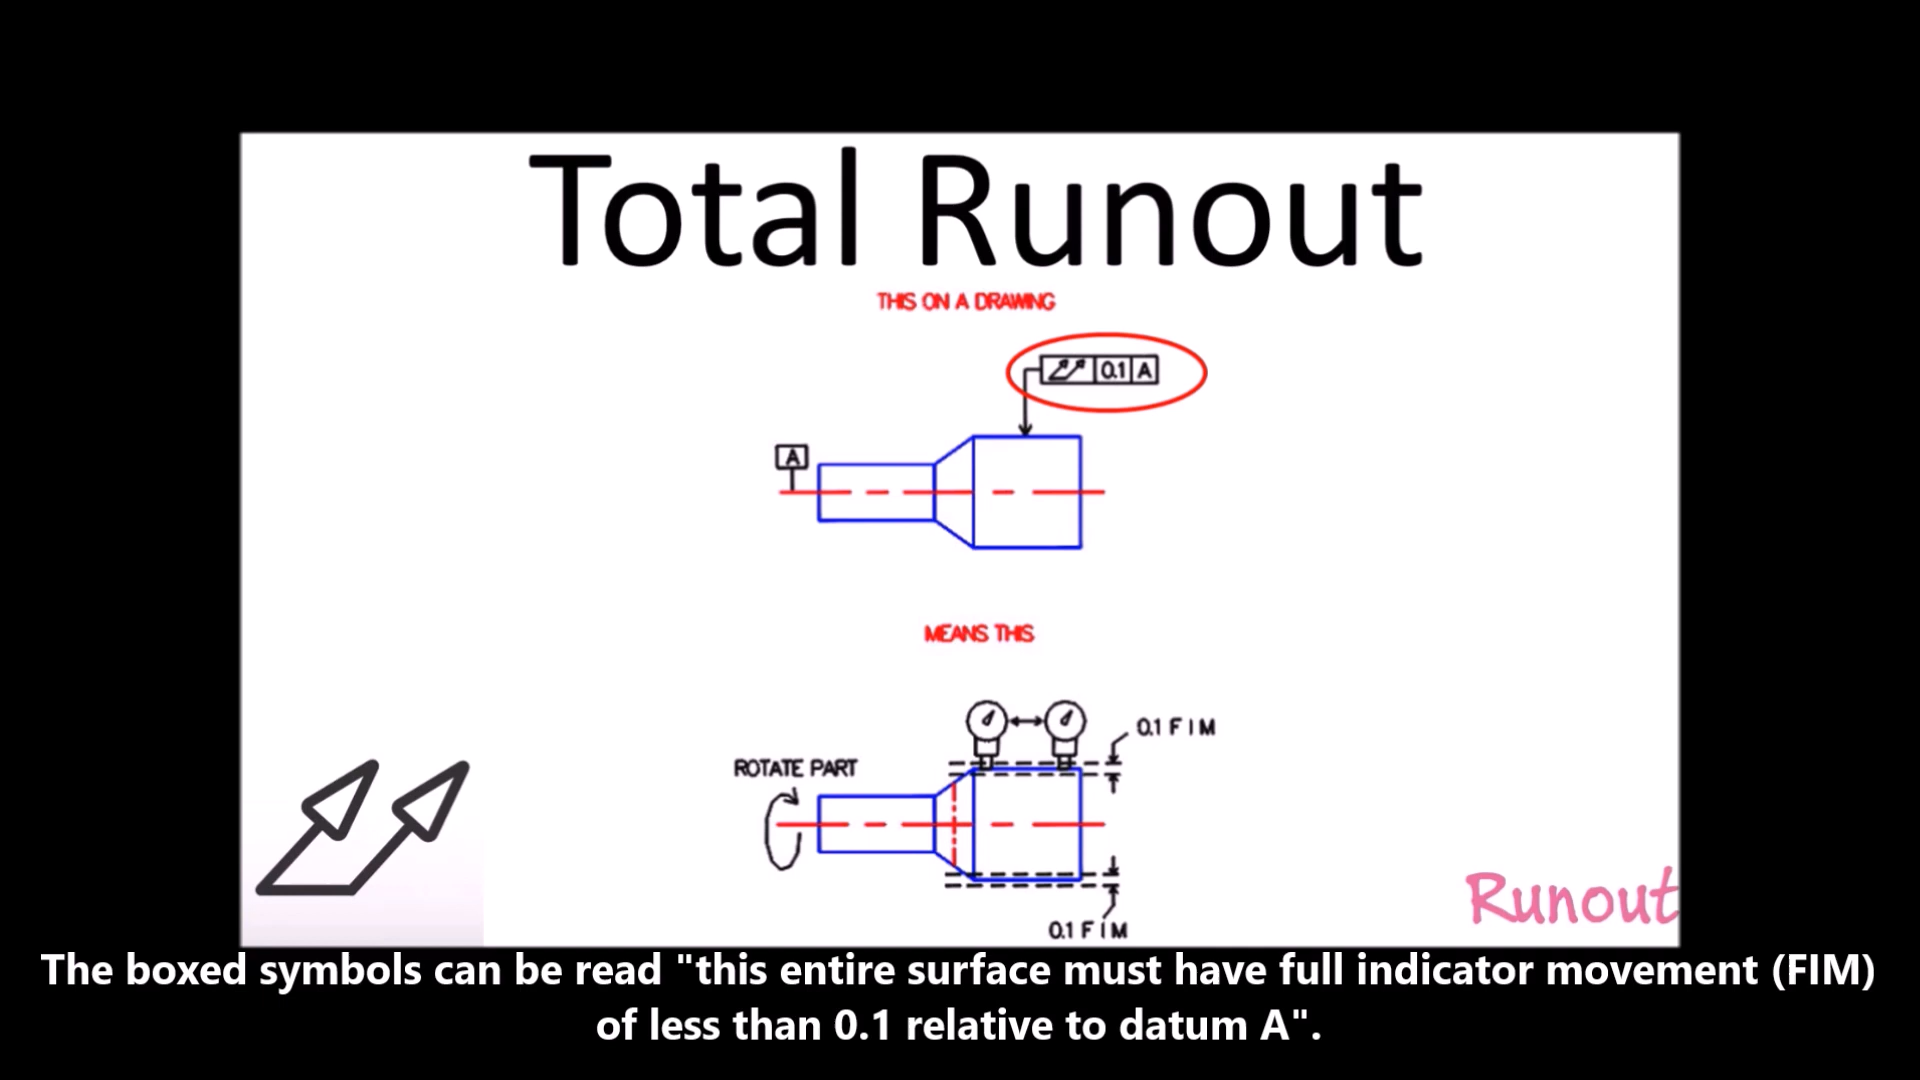 Total Runout
THIS ON A DRAWING
0.1 A
A
MEANS THIS
0.1 F I M
ROTATE PART
0.1 F I M
Runout
The boxed symbols can be read "this entire surface must have full indicator movement (FIM)
of less than 0.1 relative to datum A".